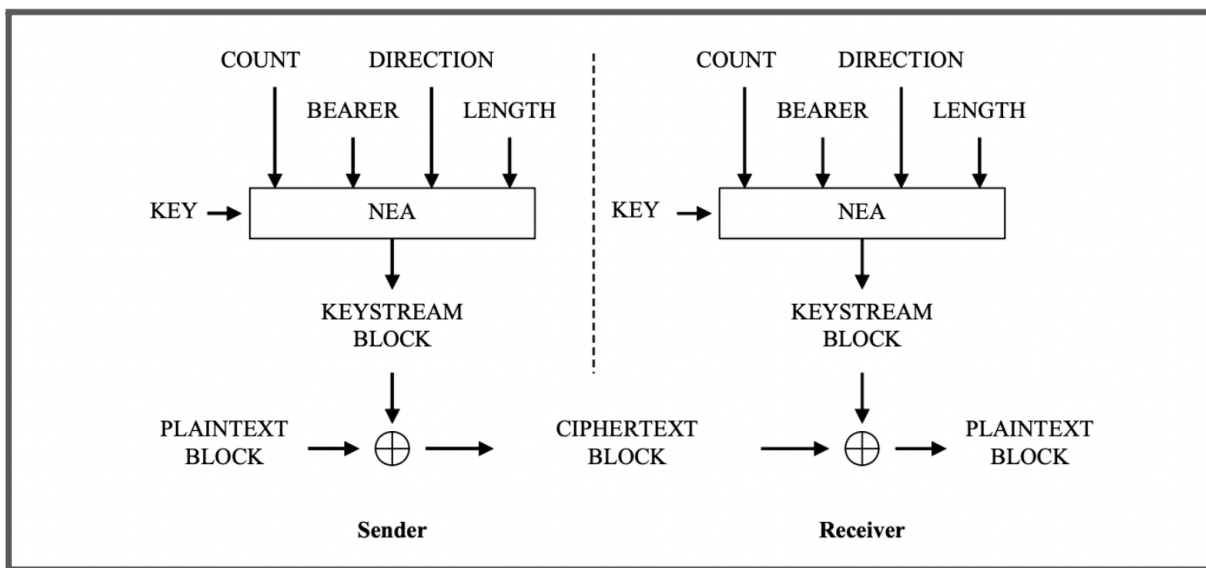 COUNT DIRECTION
BEARER LENGTH
KEY NEA
KEYSTREAM
BLOCK
PLAINTEXT
BLOCK
CIPHERTEXT
BLOCK
Sender
COUNT DIRECTION
BEARER LENGTH
KEY NEA
KEYSTREAM
BLOCK
PLAINTEXT
BLOCK
Receiver